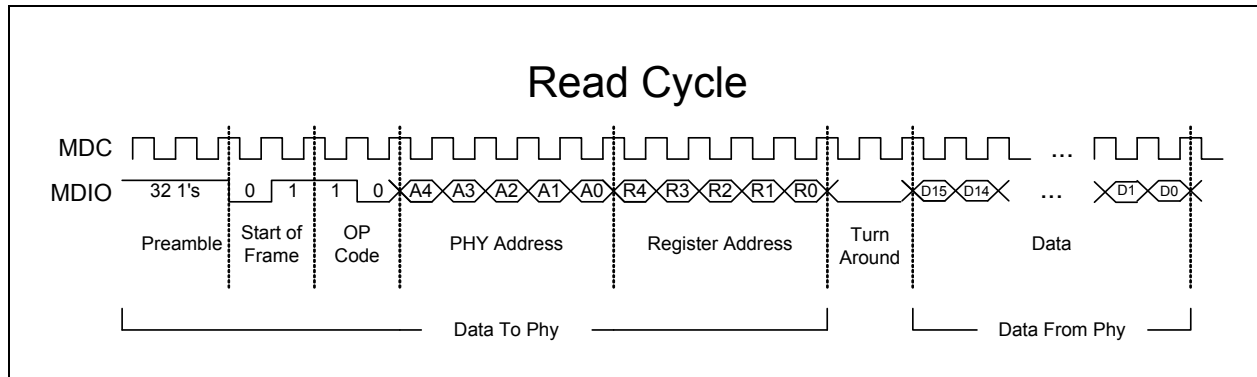 Read Cycle
MDC ...
MDIO 32 1's 0 1 1 0 A4 A3 A2 A1 A0 R4 R3 R2 R1 R0 D15 D14 ... D1 D0
Preamble Start of Frame OP Code PHY Address Register Address Turn Around Data
Data To Phy Data From Phy